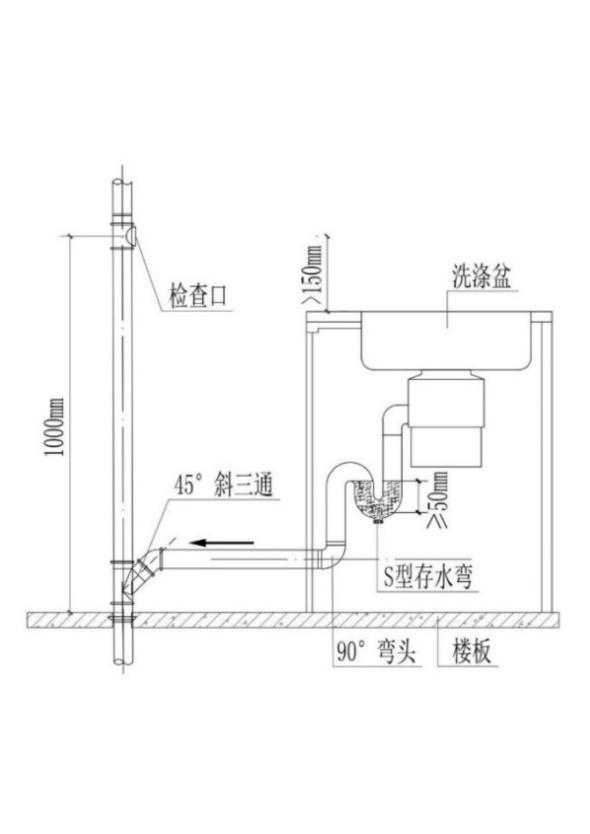 检查口
>150mm
洗涤盆
1000mm
45° 斜三通
≥50mm
S型存水弯
90° 弯头
楼板